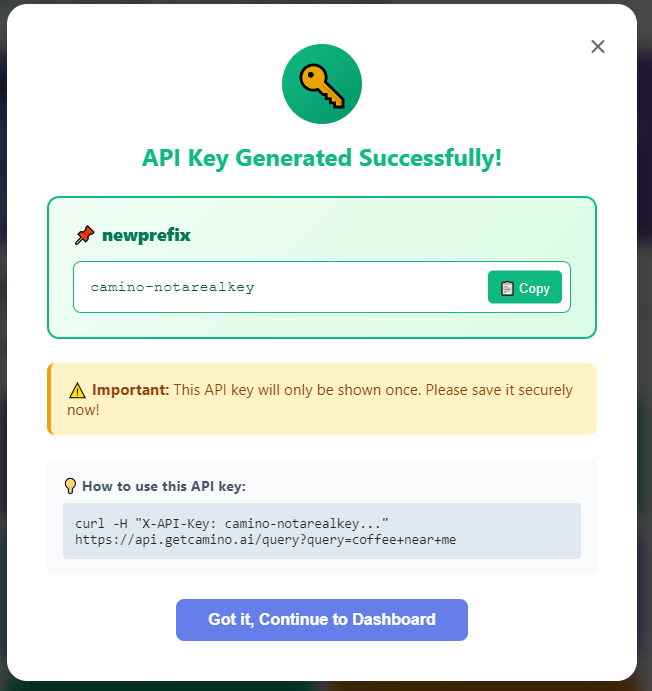 API Key Generated Successfully!
newprefix
camino-notarealkey
Copy
Important: This API key will only be shown once. Please save it securely
now!
How to use this API key:
curl -H "X-API-Key: camino-notarealkey..."
https://api.getcamino.ai/query?query=coffee+near+me
Got it, Continue to Dashboard